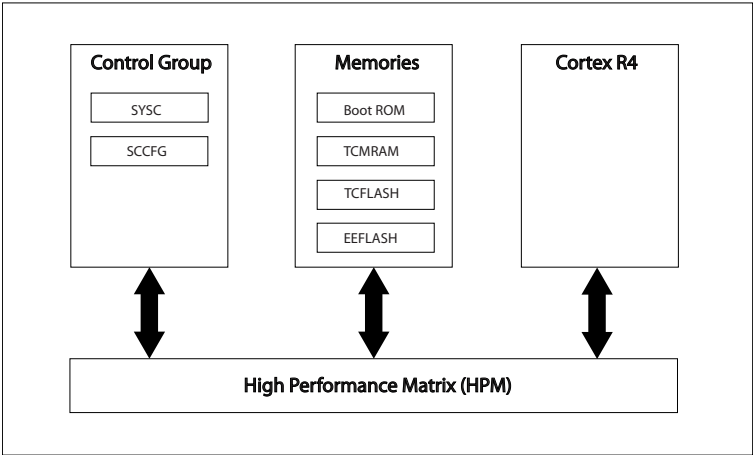 Control Group
SYSC
SCCFG
Memories
Boot ROM
TCMRAM
TCFLASH
EEFLASH
Cortex R4
High Performance Matrix (HPM)